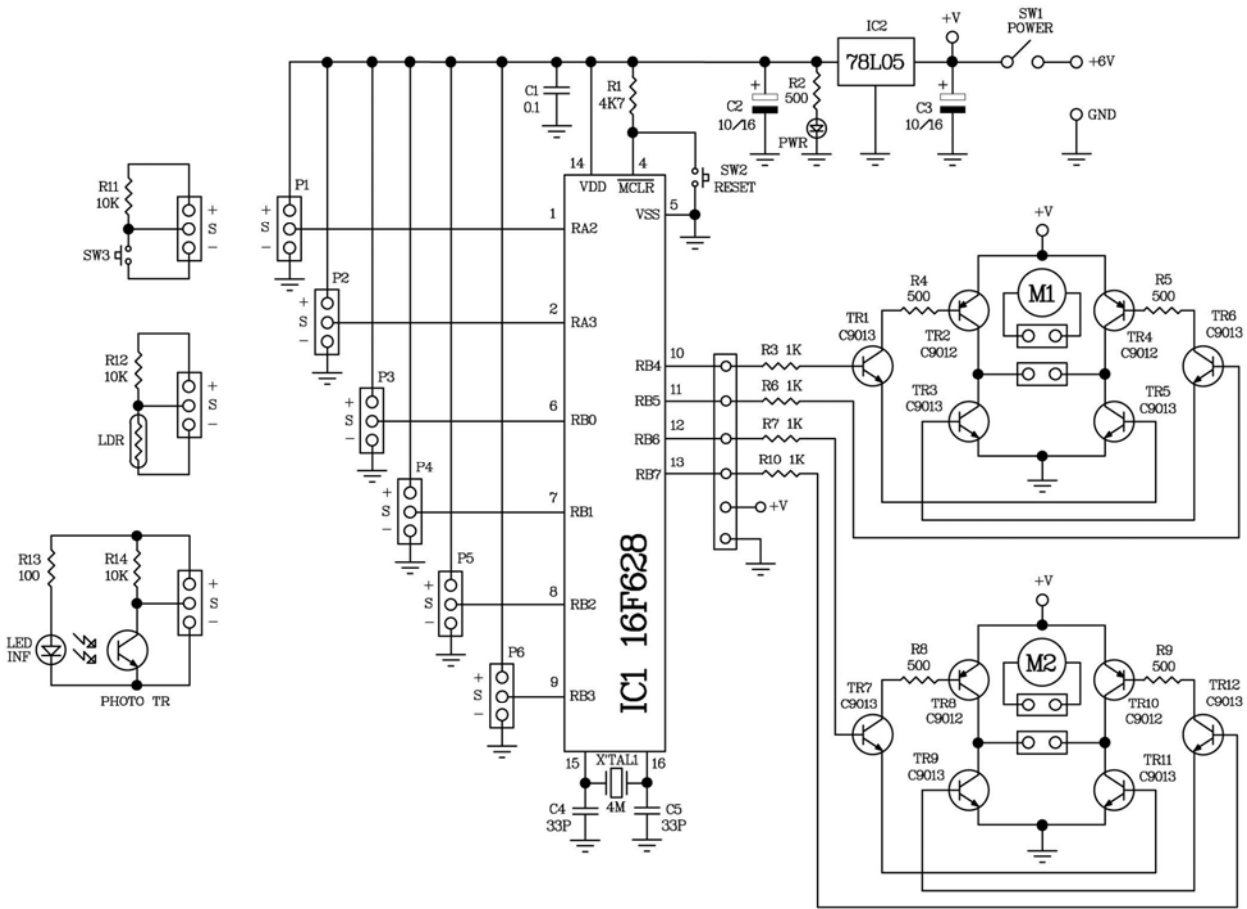 SW1
POWER
+V
IC2
78L05
+6V
GND
R1
4K7
C1
0.1
R2
500
+
C2
10/16
PWR
+
C3
10/16
14
4
VDD
MCLR
SW2
RESET
5
VSS
R11
10K
+
S
-
SW3
P1
+
S
-
1
RA2
P2
+
S
-
2
RA3
R12
10K
+
S
-
LDR
P3
+
S
-
6
RB0
P4
+
S
-
7
RB1
P5
+
S
-
8
RB2
P6
+
S
-
9
RB3
R13
100
R14
10K
+
S
-
LED
INF
PHOTO TR
IC1 16F628
10
RB4
11
RB5
12
RB6
13
RB7
R3 1K
R6 1K
R7 1K
R10 1K
+V
15
X'TAL1
16
4M
C4
33P
C5
33P
+V
M1
R4
500
R5
500
TR1
C9013
TR2
C9012
TR4
C9012
TR6
C9013
TR3
C9013
TR5
C9013
+V
M2
R8
500
R9
500
TR7
C9013
TR8
C9012
TR10
C9012
TR12
C9013
TR9
C9013
TR11
C9013